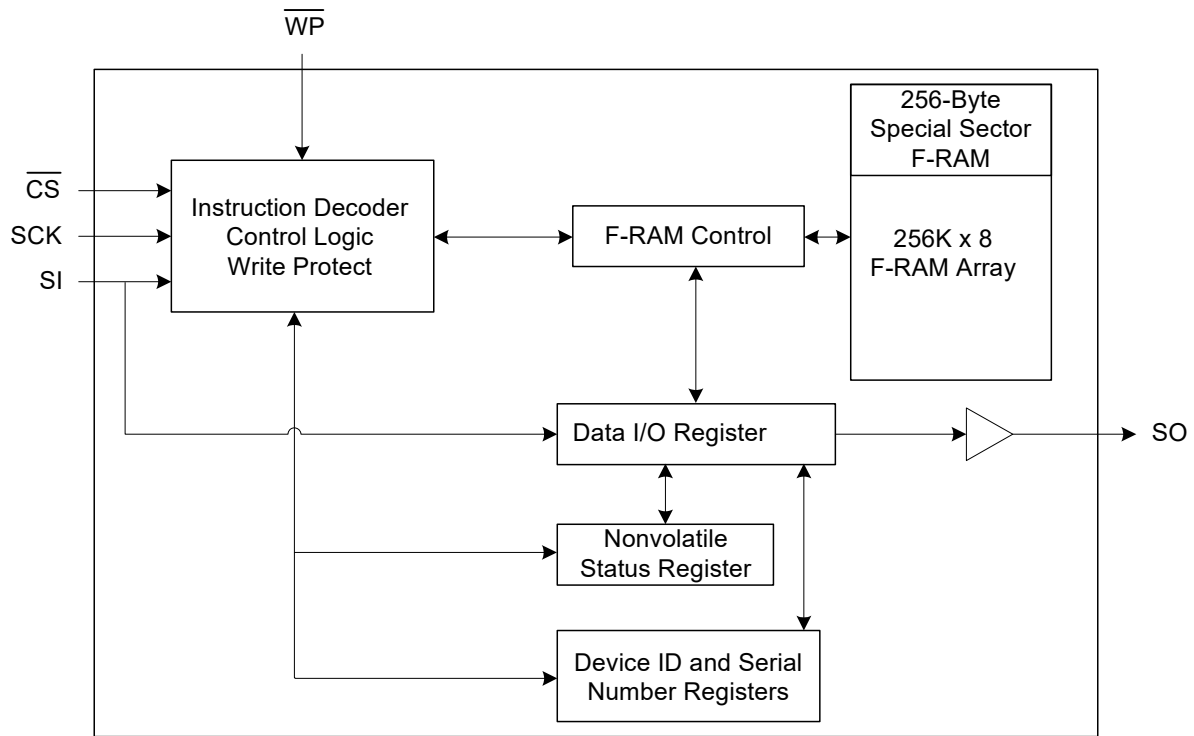 WP
256-Byte
Special Sector
F-RAM
CS
SCK
SI
Instruction Decoder
Control Logic
Write Protect
F-RAM Control
256K x 8
F-RAM Array
Data I/O Register
SO
Nonvolatile
Status Register
Device ID and Serial
Number Registers